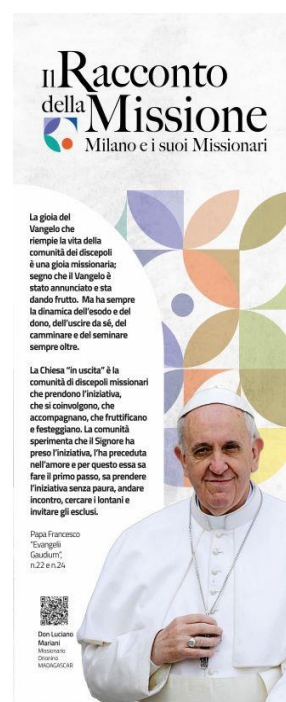 Il Racconto
della Missione
Milano e i suoi Missionari
La gioia del
Vangelo che
riempie la vita della
comunità dei discepoli
è una gioia missionaria;
segno che il Vangelo è
stato annunciato e sta
dando frutto. Ma ha sempre
la dinamica dell'esodo e del
dono, dell'uscire da sé, del
camminare e del seminare
sempre oltre.
La Chiesa "in uscita" è la
comunità di discepoli missionari
che prendono l'iniziativa,
che si coinvolgono, che
accompagnano, che fruttificano
e festeggiano. La comunità
sperimenta che il Signore ha
preso l'iniziativa, l'ha preceduta
nell'amore e per questo essa sa
fare il primo passo, sa prendere
l'iniziativa senza paura, andare
incontro, cercare i lontani e
invitare gli esclusi.
Papa Francesco
"Evangelii
Gaudium",
n.22 e n.24
Don Luciano
Mariani
Missionario
Orionino
MADAGASCAR